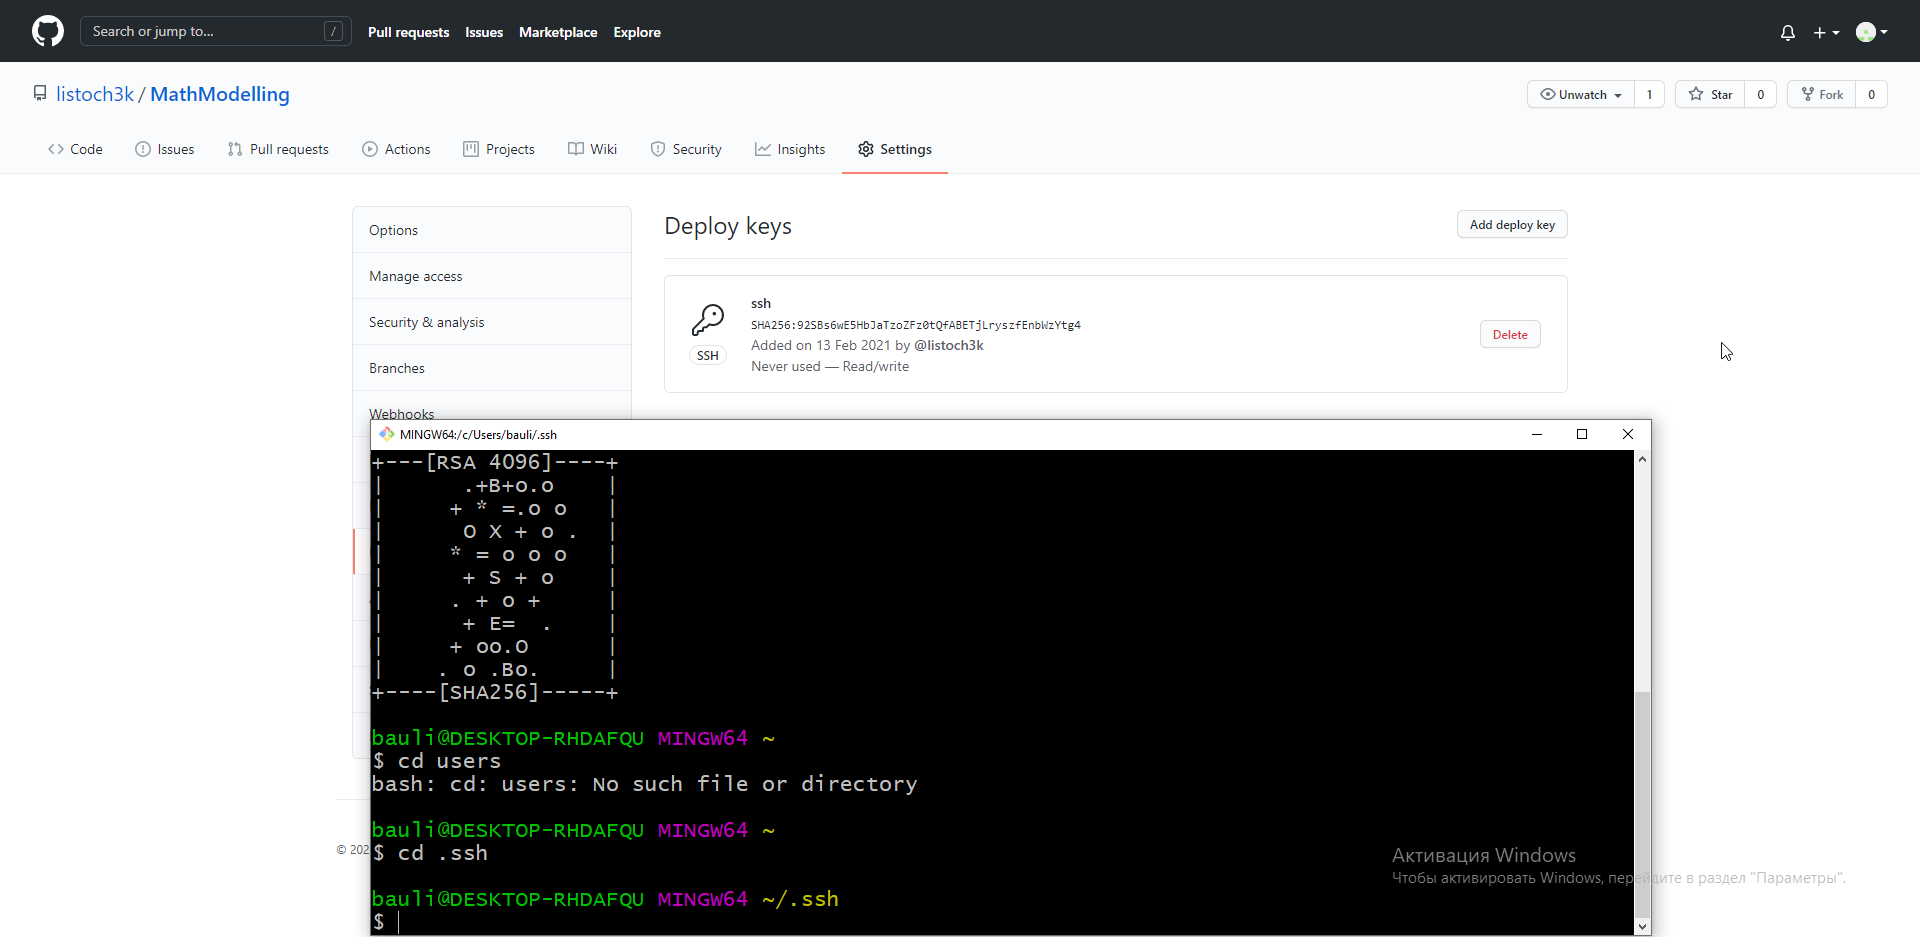 Search or jump to... /
Pull requests Issues Marketplace Explore
listoch3k / MathModelling
Unwatch 1 Star 0 Fork 0
Code Issues Pull requests Actions Projects Wiki Security Insights Settings
Options
Manage access
Security & analysis
Branches
Webhooks
Deploy keys
Add deploy key
ssh
SHA256:92SBs6wE5HbJaTzoZFz0tQfABETjLryszfEnbWzYtg4
Added on 13 Feb 2021 by @listoch3k
Never used — Read/write
SSH
Delete
MINGW64:/c/Users/bauli/.ssh
+---[RSA 4096]----+
|      .+B+o.o    |
|     + * =.o o   |
|      O X + o .  |
|     * = o o o   |
|      + S + o    |
|     . + o +     |
|      + E=  .    |
|     + oo.O      |
|    . o .Bo.     |
+----[SHA256]-----+
bauli@DESKTOP-RHDAFQU MINGW64 ~
$ cd users
bash: cd: users: No such file or directory
bauli@DESKTOP-RHDAFQU MINGW64 ~
$ cd .ssh
bauli@DESKTOP-RHDAFQU MINGW64 ~/.ssh
$
© 202
Активация Windows
Чтобы активировать Windows, перейдите в раздел "Параметры".